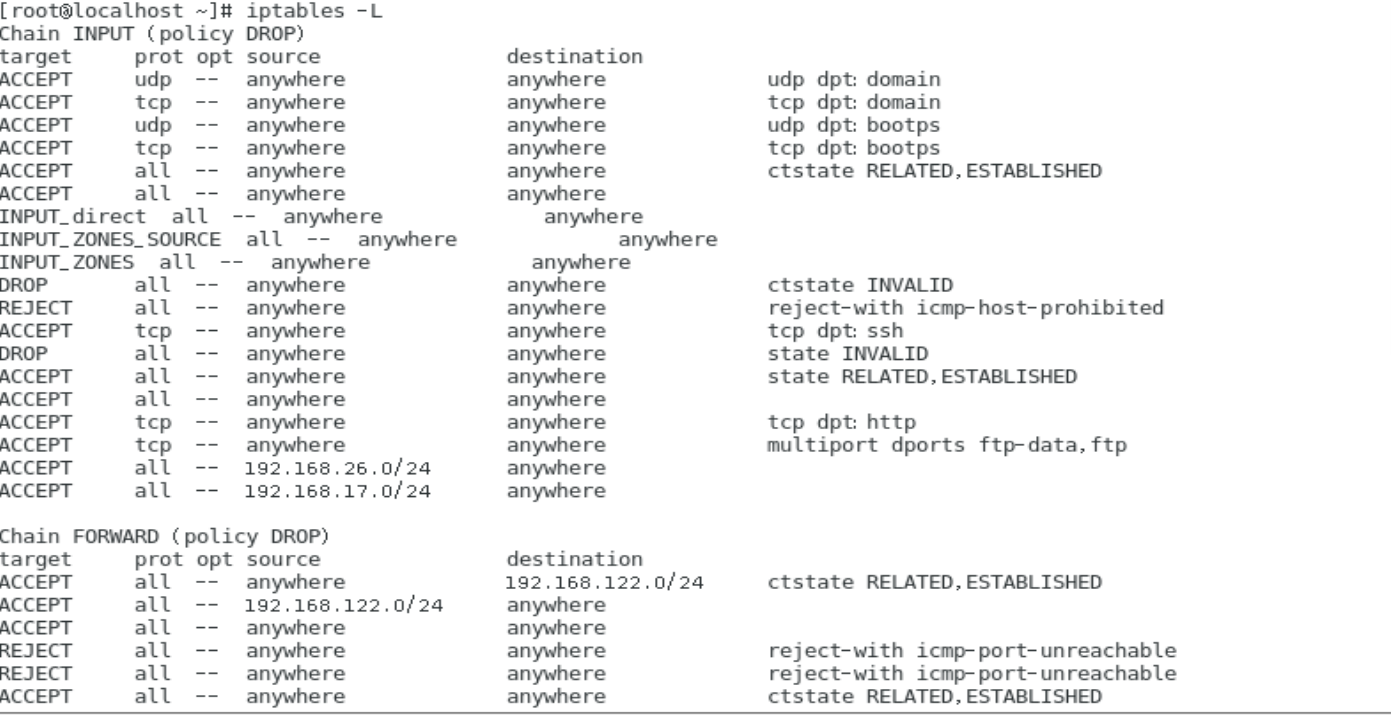 [root@localhost ~]# iptables -L
Chain INPUT (policy DROP)
target     prot opt source               destination
ACCEPT     udp  --  anywhere             anywhere             udp dpt:domain
ACCEPT     tcp  --  anywhere             anywhere             tcp dpt:domain
ACCEPT     udp  --  anywhere             anywhere             udp dpt:bootps
ACCEPT     tcp  --  anywhere             anywhere             tcp dpt:bootps
ACCEPT     all  --  anywhere             anywhere             ctstate RELATED,ESTABLISHED
ACCEPT     all  --  anywhere             anywhere
INPUT_direct  all  --  anywhere             anywhere
INPUT_ZONES_SOURCE  all  --  anywhere             anywhere
INPUT_ZONES  all  --  anywhere             anywhere
DROP       all  --  anywhere             anywhere             ctstate INVALID
REJECT     all  --  anywhere             anywhere             reject-with icmp-host-prohibited
ACCEPT     tcp  --  anywhere             anywhere             tcp dpt:ssh
DROP       all  --  anywhere             anywhere             state INVALID
ACCEPT     all  --  anywhere             anywhere             state RELATED,ESTABLISHED
ACCEPT     all  --  anywhere             anywhere
ACCEPT     tcp  --  anywhere             anywhere             tcp dpt:http
ACCEPT     tcp  --  anywhere             anywhere             multiport dports ftp-data,ftp
ACCEPT     all  --  192.168.26.0/24      anywhere
ACCEPT     all  --  192.168.17.0/24      anywhere
Chain FORWARD (policy DROP)
target     prot opt source               destination
ACCEPT     all  --  anywhere             192.168.122.0/24     ctstate RELATED,ESTABLISHED
ACCEPT     all  --  192.168.122.0/24     anywhere
ACCEPT     all  --  anywhere             anywhere
REJECT     all  --  anywhere             anywhere             reject-with icmp-port-unreachable
REJECT     all  --  anywhere             anywhere             reject-with icmp-port-unreachable
ACCEPT     all  --  anywhere             anywhere             ctstate RELATED,ESTABLISHED